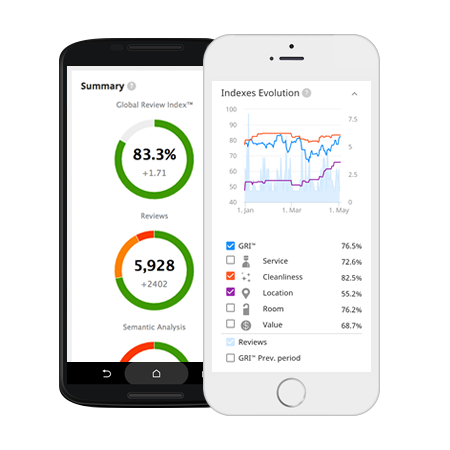 Summary ?
Global Review Index™
83.3%
+1.71
Reviews
5,928
+2402
Semantic Analysis
Indexes Evolution ?
100
90
80
70
60
50
40
7.5
5
2.5
0
1. Jan
1. Mar
1. May
GRI™ 76.5%
Service 72.6%
Cleanliness 82.5%
Location 55.2%
Room 76.2%
Value 68.7%
Reviews
GRI™ Prev. period